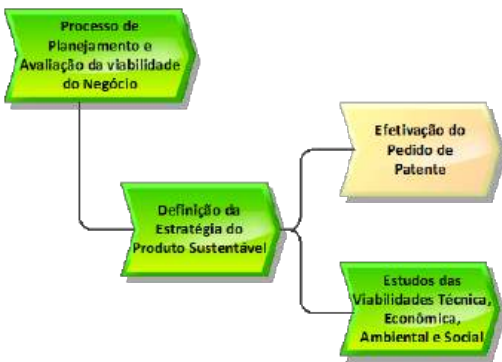 Processo de
Planejamento e
Avaliação da viabilidade
do Negócio
Efetivação do
Pedido de
Patente
Definição da
Estratégia do
Produto Sustentável
Estudos das
Viabilidades Técnica,
Econômica,
Ambiental e Social